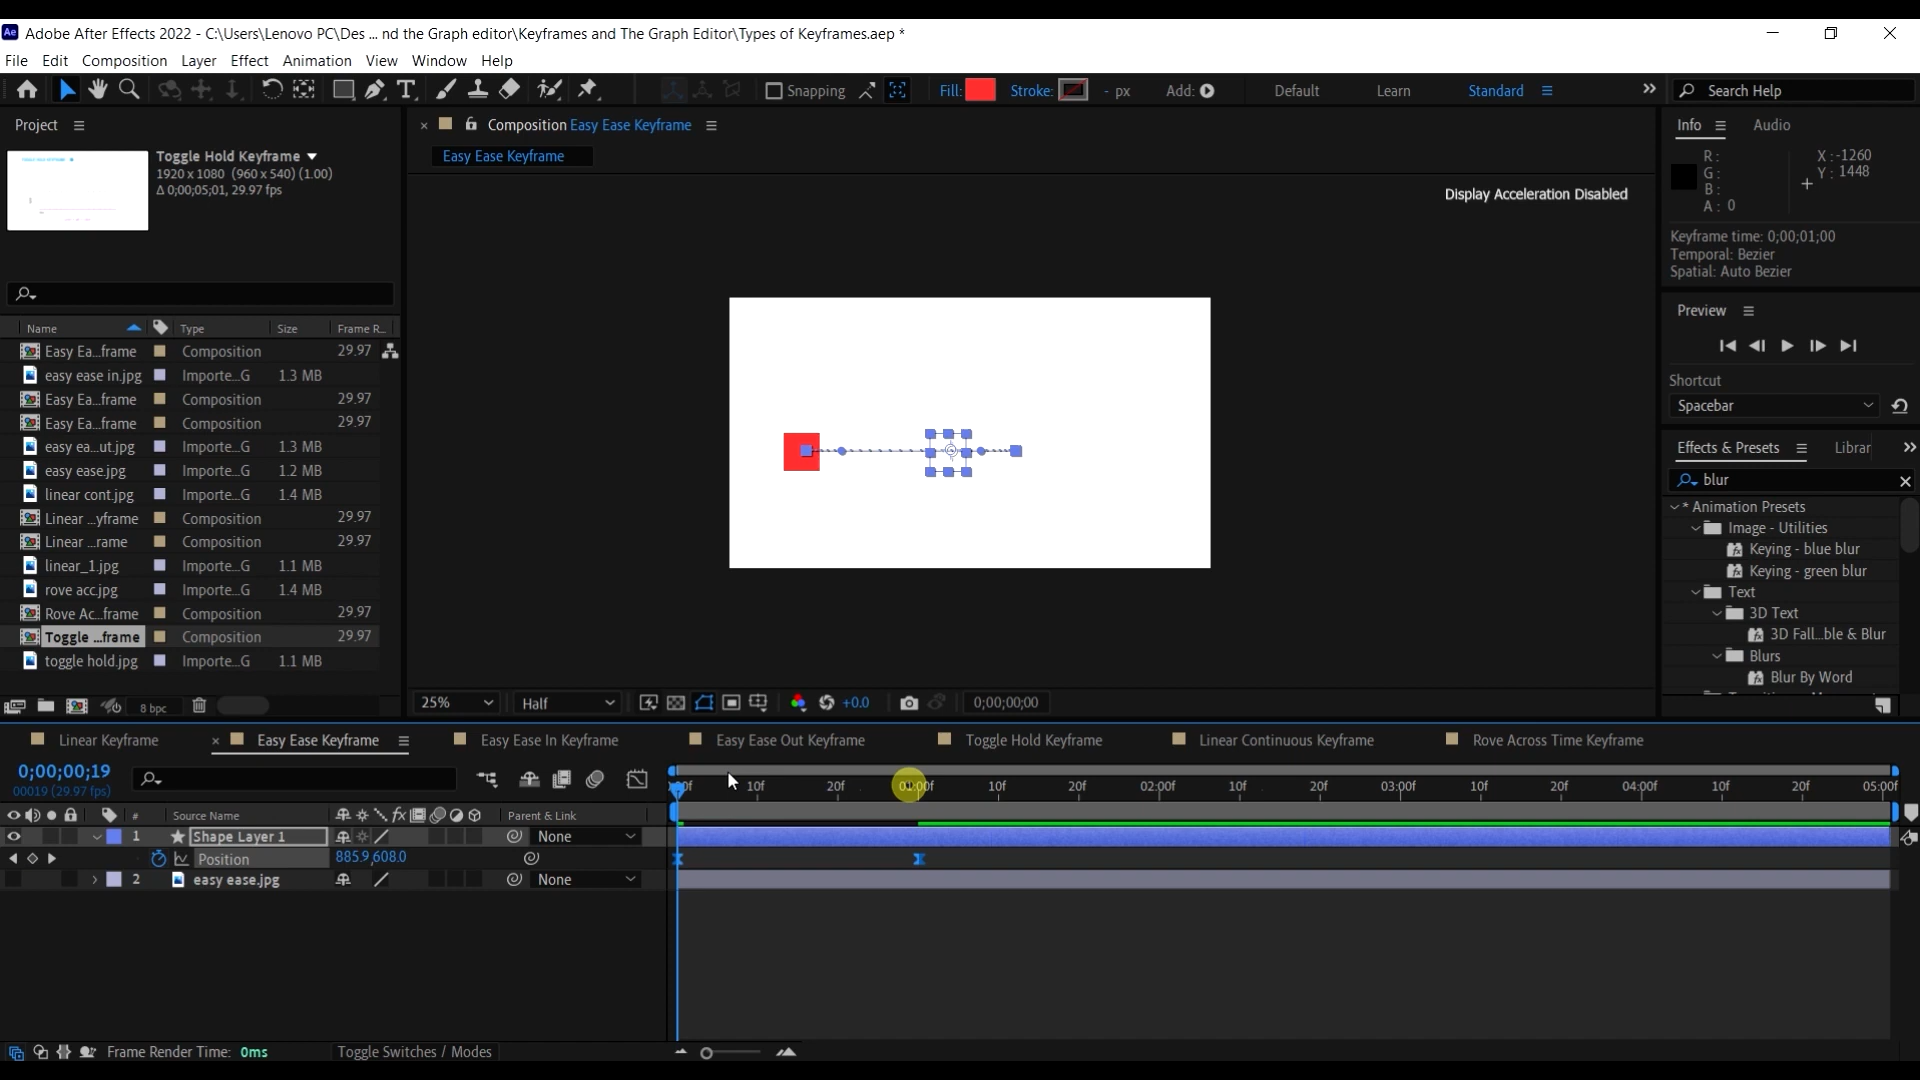 Adobe After Effects 2022 - C:\Users\Lenovo PC\Des ... nd the Graph editor\Keyframes and The Graph Editor\Types of Keyframes.aep *
File Edit Composition Layer Effect Animation View Window Help
Snapping Fill: Stroke: - px Add: Default Learn Standard Search Help
Project
Toggle Hold Keyframe
1920 x 1080 (960 x 540) (1.00)
Δ 0;00;05;01, 29.97 fps
Name Type Size Frame R...
Easy Ea...frame Composition 29.97
easy ease in.jpg Importe...G 1.3 MB
Easy Ea...frame Composition 29.97
Easy Ea...frame Composition 29.97
easy ea...ut.jpg Importe...G 1.3 MB
easy ease.jpg Importe...G 1.2 MB
linear cont.jpg Importe...G 1.4 MB
Linear ...yframe Composition 29.97
Linear ...rame Composition 29.97
linear_1.jpg Importe...G 1.1 MB
rove acc.jpg Importe...G 1.4 MB
Rove Ac...frame Composition 29.97
Toggle ...frame Composition 29.97
toggle hold.jpg Importe...G 1.1 MB
8 bpc
Composition Easy Ease Keyframe
Easy Ease Keyframe
Display Acceleration Disabled
25% Half +0.0 0;00;00;00
Info Audio
R:
G:
B:
A: 0
X:-1260
Y: 1448
Keyframe time: 0;00;01;00
Temporal: Bezier
Spatial: Auto Bezier
Preview
Shortcut
Spacebar
Effects & Presets Librar
blur
* Animation Presets
Image - Utilities
Keying - blue blur
Keying - green blur
Text
3D Text
3D Fall...ble & Blur
Blurs
Blur By Word
Linear Keyframe Easy Ease Keyframe Easy Ease In Keyframe Easy Ease Out Keyframe Toggle Hold Keyframe Linear Continuous Keyframe Rove Across Time Keyframe
0;00;00;19
00019 (29.97 fps)
10f 20f 01:00f 10f 20f 02:00f 10f 20f 03:00f 10f 20f 04:00f 10f 20f 05:00f
# Source Name Parent & Link
1 Shape Layer 1 None
Position 885.9,608.0
2 easy ease.jpg None
Frame Render Time: 0ms Toggle Switches / Modes